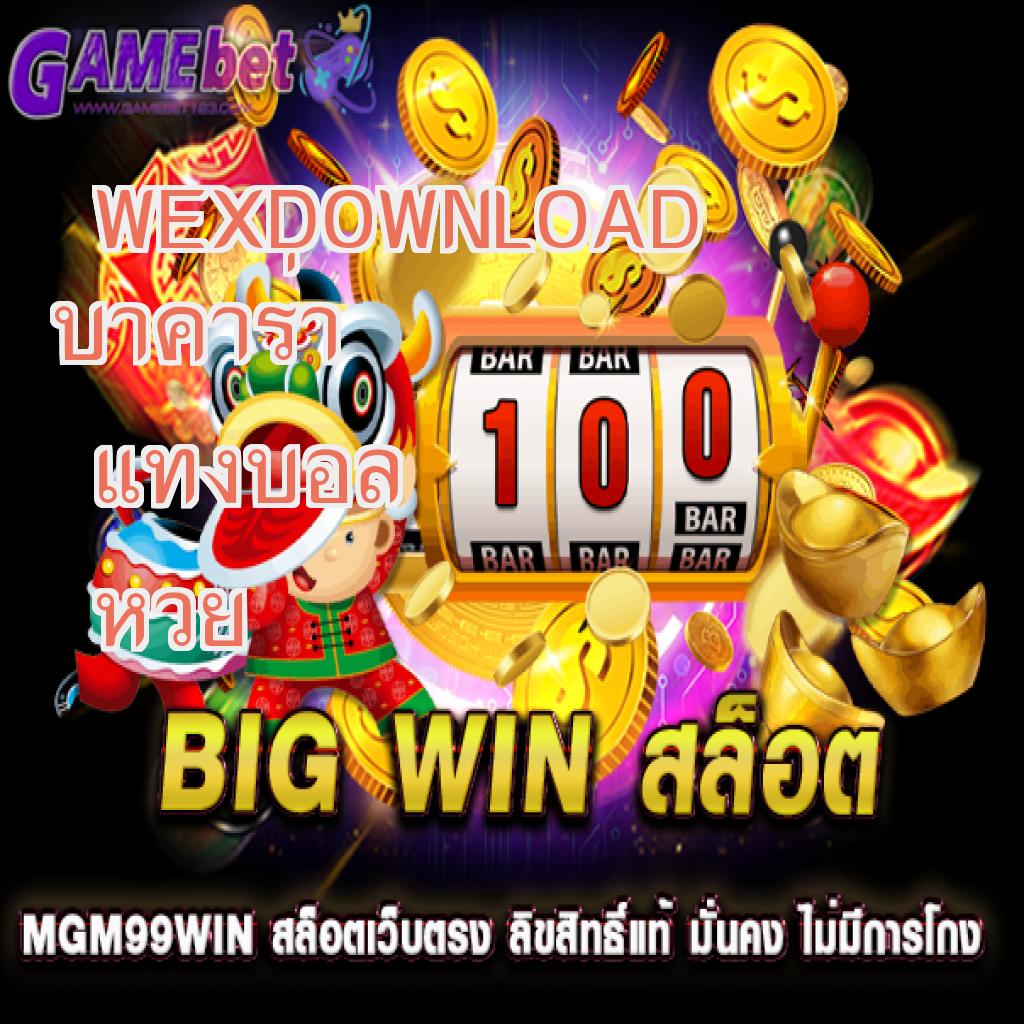 GAMEbet
WWW.GAMEBET193.COM
WEXDOWNLOAD
บาคาร่า
แทงบอล
หวย
BAR BAR
100
BAR
BAR BAR BAR
BIG WIN สล็อต
MGM99WIN สล็อตเว็บตรง ลิขสิทธิ์แท้ มั่นคง ไม่มีการโกง